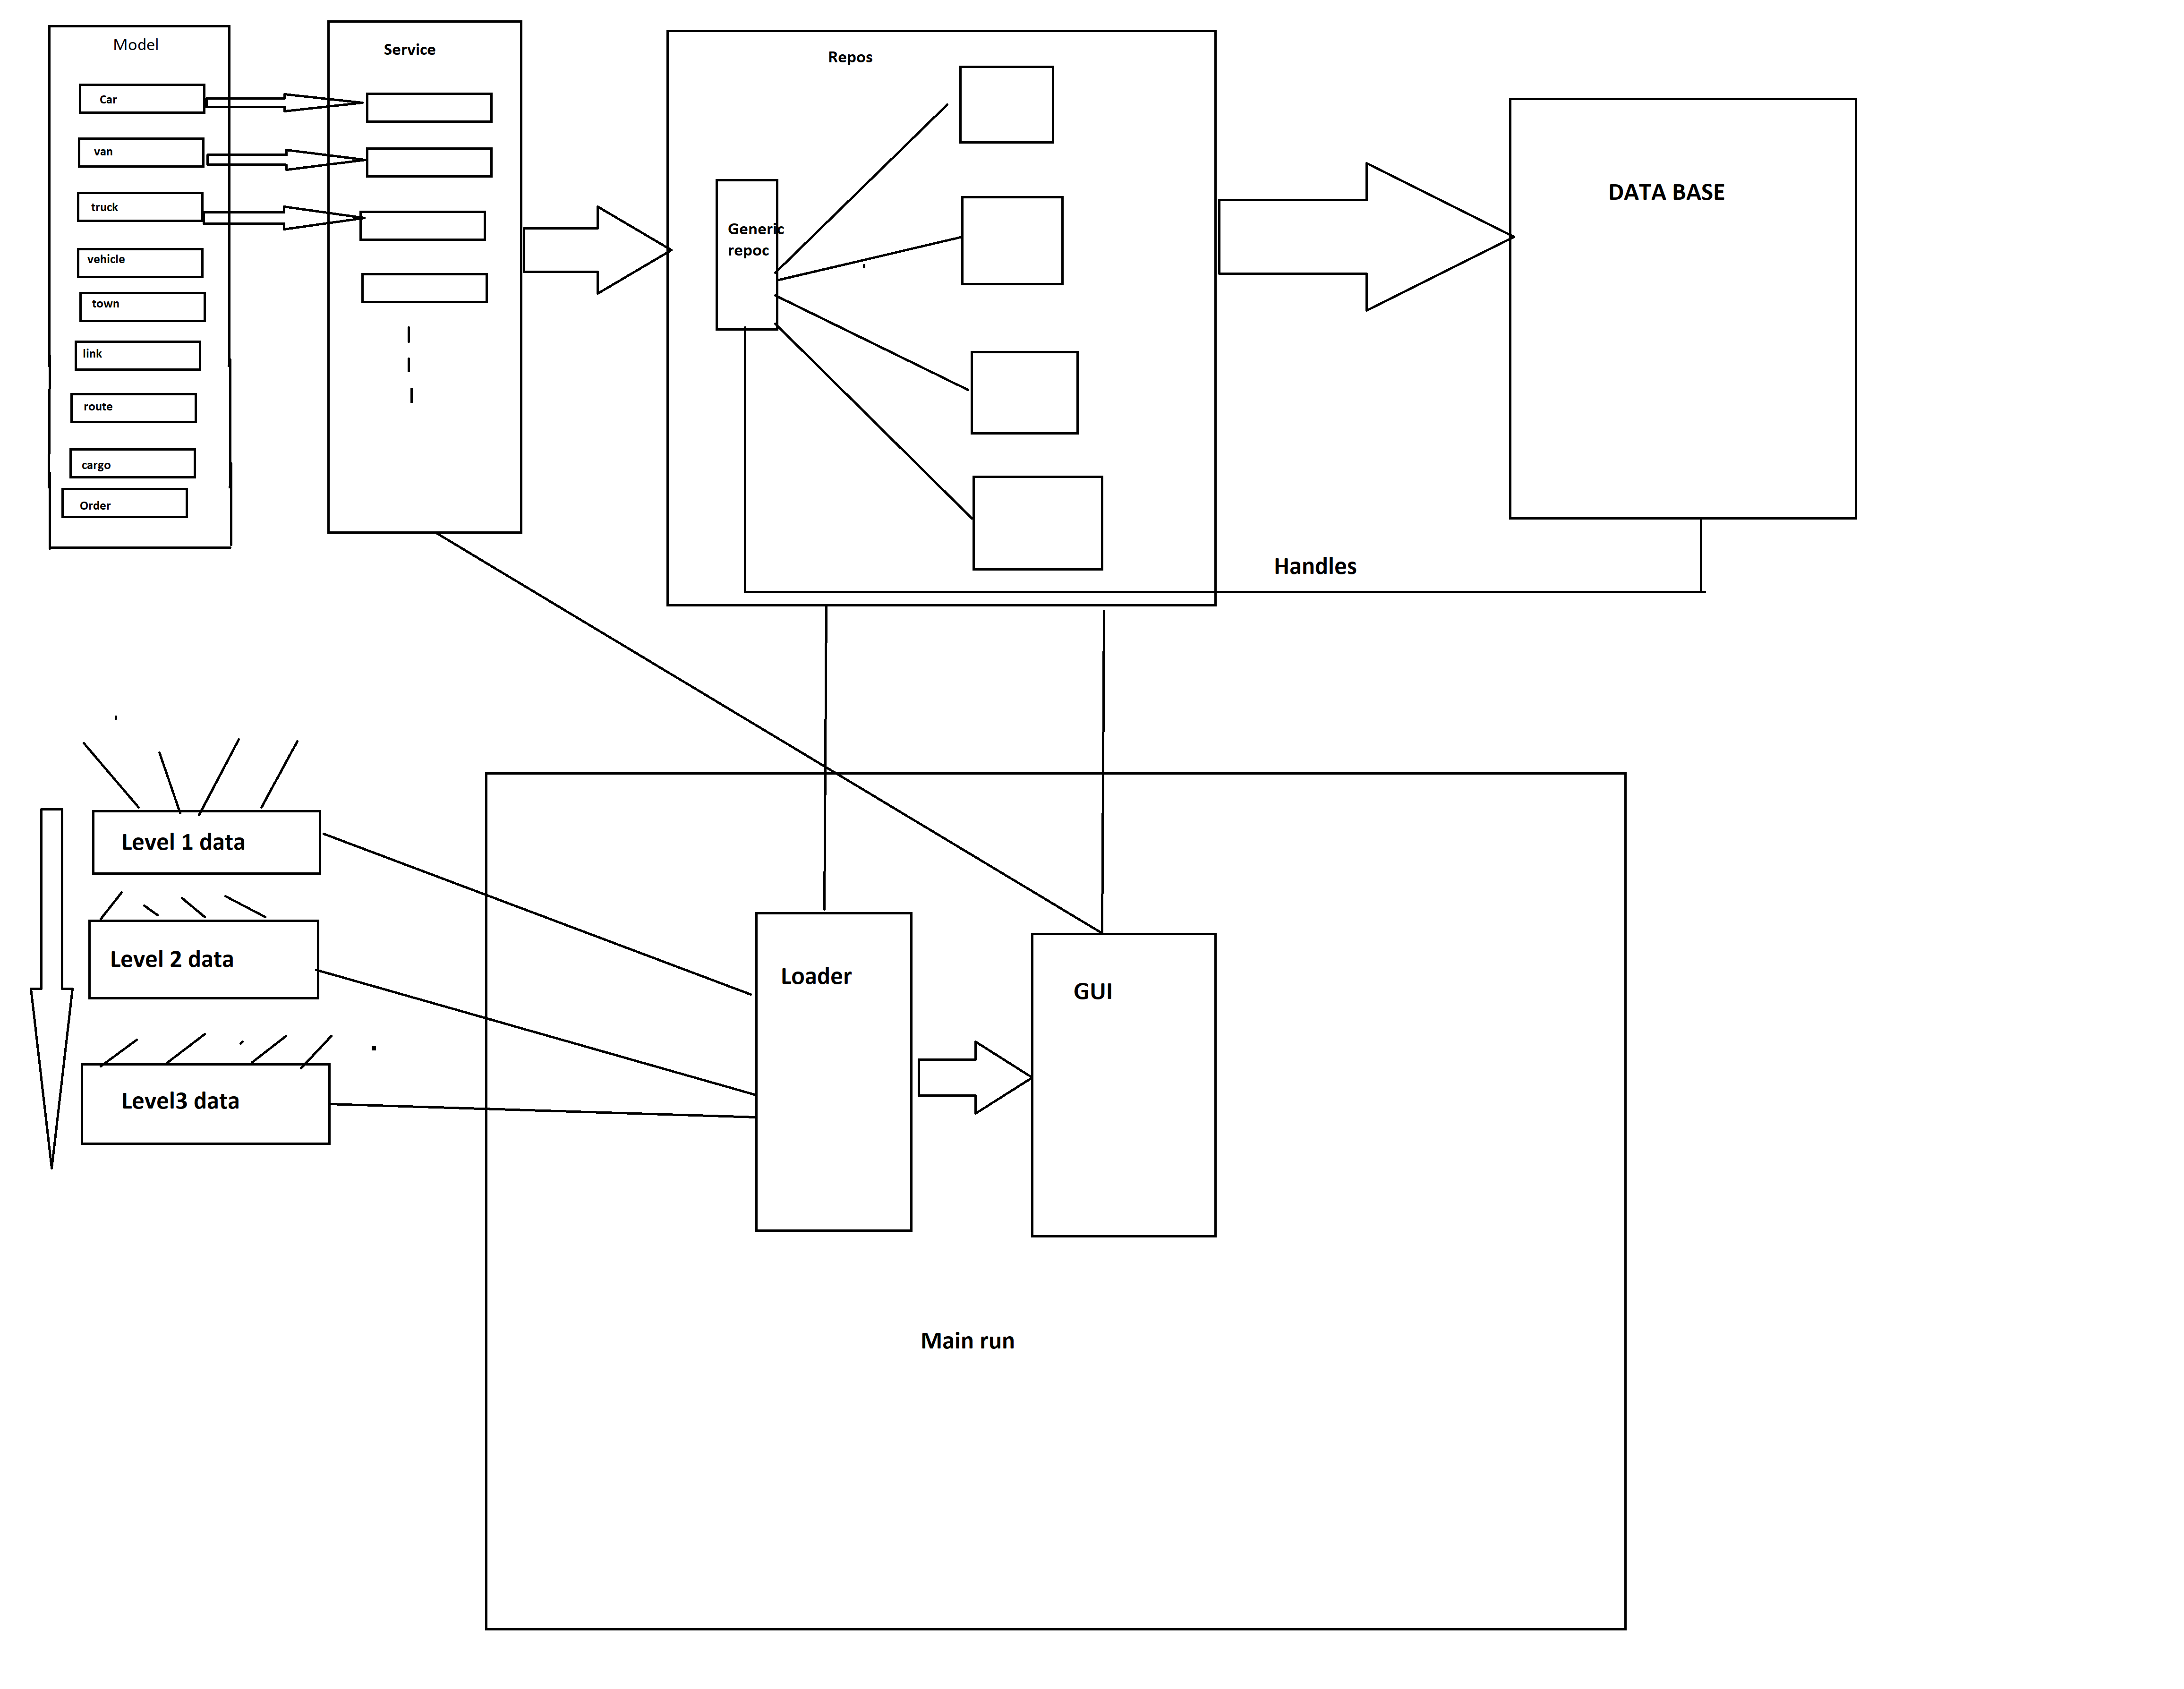 Model
Car
van
truck
vehicle
town
link
route
cargo
Order
Service
Repos
Generic
repoc
DATA BASE
Handles
Level 1 data
Level 2 data
Level3 data
Loader
GUI
Main run